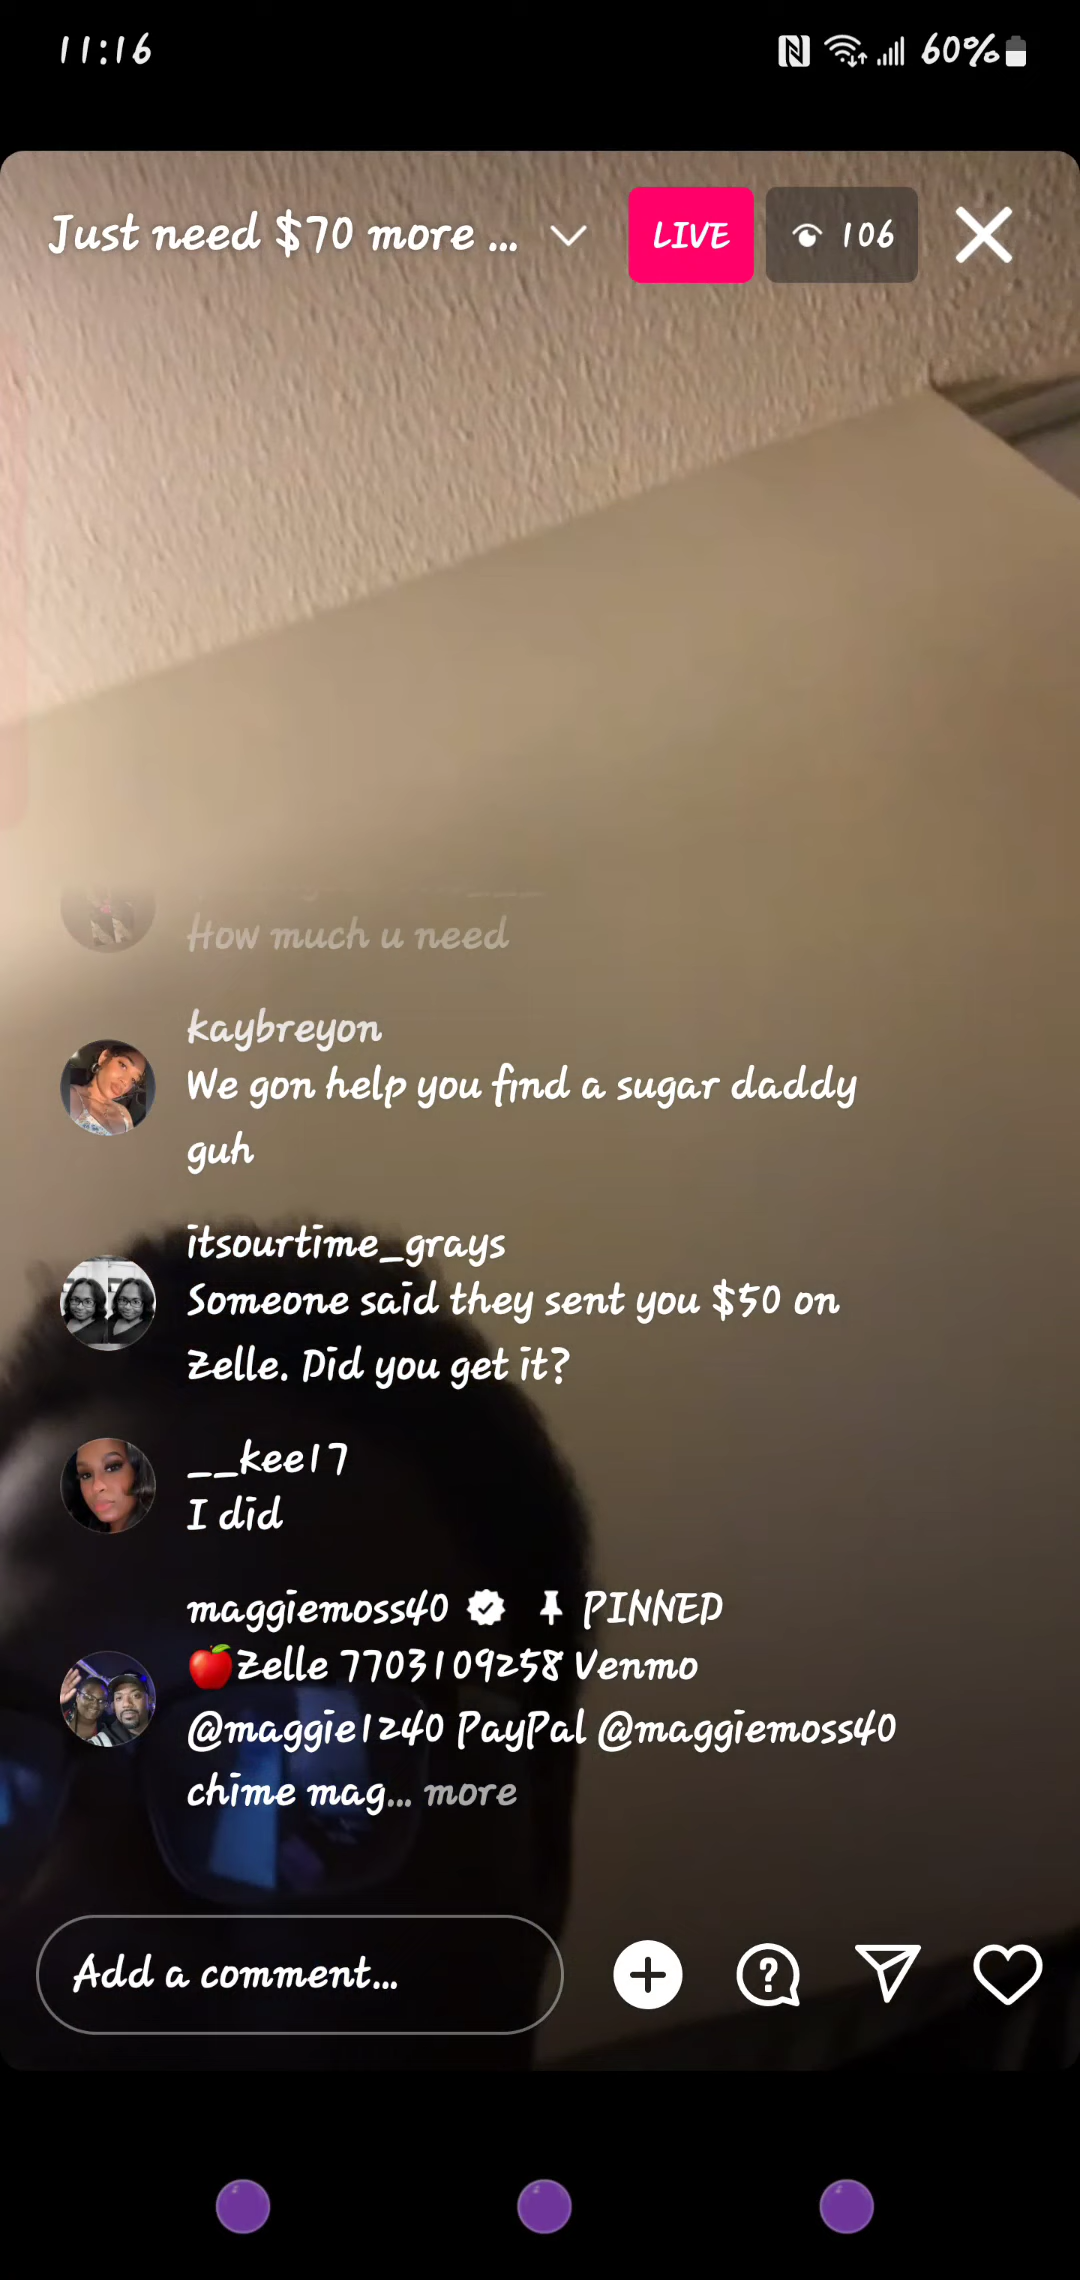 11:16
60%
Just need $70 more ...
LIVE
106
How much u need
kaybreyon
We gon help you find a sugar daddy
guh
itsourtime_grays
Someone said they sent you $50 on
Zelle. Did you get it?
__kee17
I did
maggiemoss40 PINNED
🍎Zelle 7703109258 Venmo
@maggie1240 PayPal @maggiemoss40
chime mag... more
Add a comment...